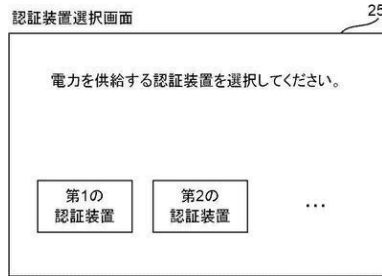 認証装置選択画面
25
電力を供給する認証装置を選択してください。
第1の
認証装置
第2の
認証装置
…